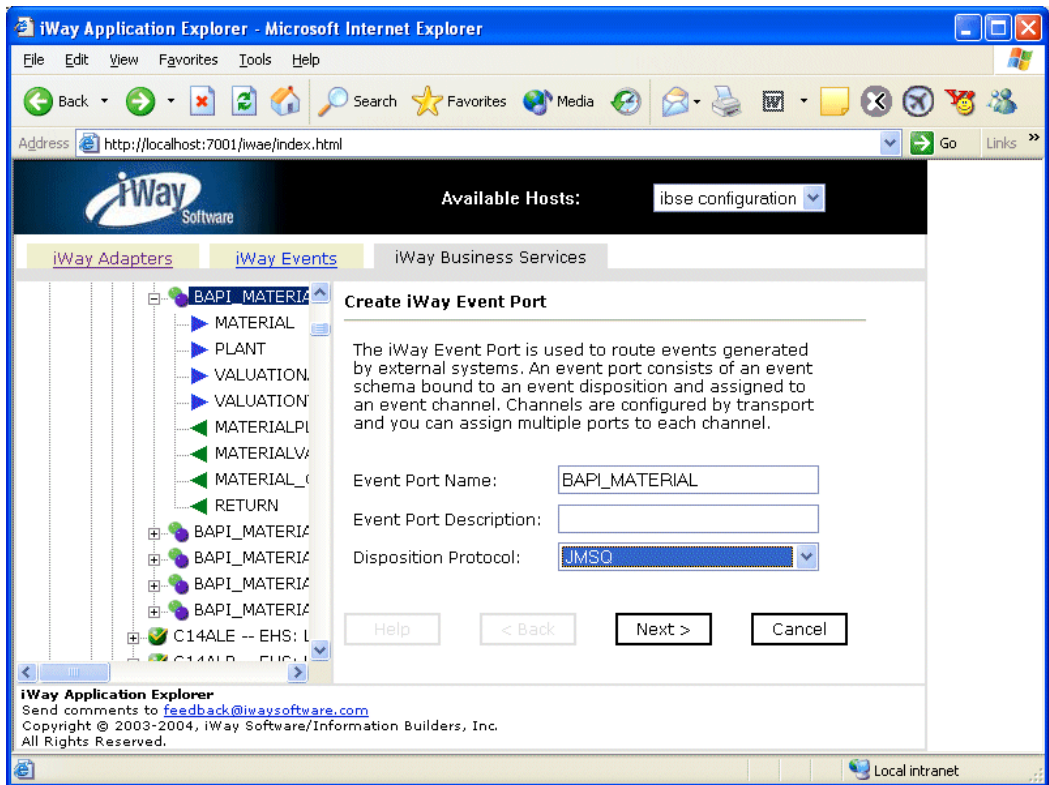 iWay Application Explorer - Microsoft Internet Explorer
File Edit View Favorites Tools Help
Back Search Favorites Media
Address http://localhost:7001/iwae/index.html Go Links »
iWay Software Available Hosts: ibse configuration
iWay Adapters iWay Events iWay Business Services
BAPI_MATERIA
MATERIAL
PLANT
VALUATION
VALUATION
MATERIALPL
MATERIALVA
MATERIAL_
RETURN
BAPI_MATERIA
BAPI_MATERIA
BAPI_MATERIA
BAPI_MATERIA
C14ALE -- EHS: L
Create iWay Event Port
The iWay Event Port is used to route events generated
by external systems. An event port consists of an event
schema bound to an event disposition and assigned to
an event channel. Channels are configured by transport
and you can assign multiple ports to each channel.
Event Port Name: BAPI_MATERIAL
Event Port Description:
Disposition Protocol: JMSQ
Help < Back Next > Cancel
iWay Application Explorer
Send comments to feedback@iwaysoftware.com
Copyright © 2003-2004, iWay Software/Information Builders, Inc.
All Rights Reserved.
Local intranet